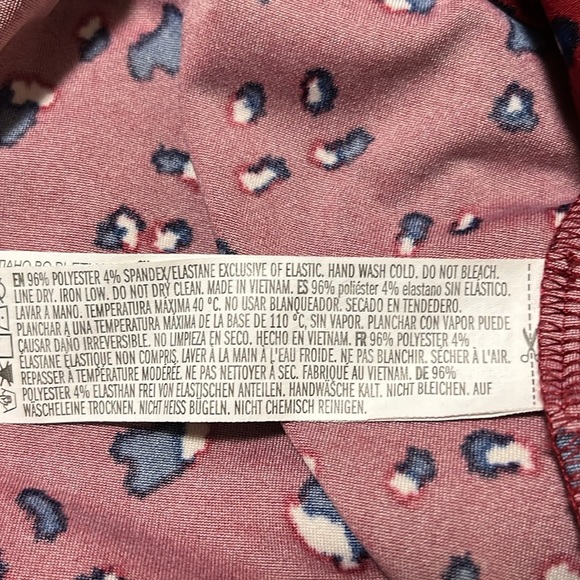 EN 96% POLYESTER 4% SPANDEX/ELASTANE EXCLUSIVE OF ELASTIC. HAND WASH COLD. DO NOT BLEACH.
LINE DRY. IRON LOW. DO NOT DRY CLEAN. MADE IN VIETNAM. ES 96% poliéster 4% elastano SIN ELÁSTICO.
LAVAR A MANO. TEMPERATURA MÁXIMA 40 °C. NO USAR BLANQUEADOR. SECADO EN TENDEDERO.
PLANCHAR A UNA TEMPERATURA MÁXIMA DE LA BASE DE 110 °C, SIN VAPOR. PLANCHAR CON VAPOR PUEDE
CAUSAR DAÑO IRREVERSIBLE. NO LIMPIEZA EN SECO. HECHO EN VIETNAM. FR 96% POLYESTER 4%
ELASTANE ELASTIQUE NON COMPRIS. LAVER À LA MAIN À L'EAU FROIDE. NE PAS BLANCHIR. SÉCHER À L'AIR.
REPASSER À TEMPÉRATURE MODÉRÉE. NE PAS NETTOYER À SEC. FABRIQUÉ AU VIETNAM. DE 96%
POLYESTER 4% ELASTHAN FREI VON ELASTISCHEN ANTEILEN. HANDWÄSCHE KALT. NICHT BLEICHEN. AUF
WÄSCHELEINE TROCKNEN. NICHT HEISS BÜGELN. NICHT CHEMISCH REINIGEN.